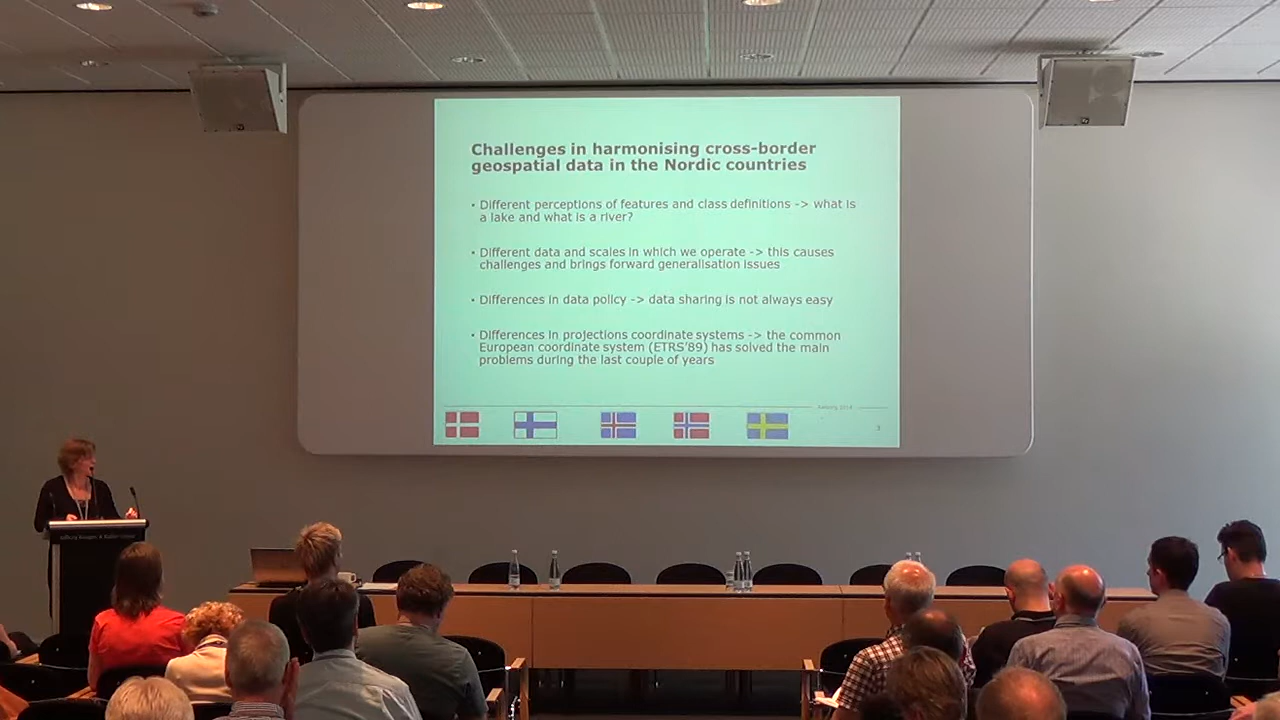 Challenges in harmonising cross-border
geospatial data in the Nordic countries
• Different perceptions of features and class definitions -> what is
a lake and what is a river?
• Different data and scales in which we operate -> this causes
challenges and brings forward generalisation issues
• Differences in data policy -> data sharing is not always easy
• Differences in projections coordinate systems -> the common
European coordinate system (ETRS'89) has solved the main
problems during the last couple of years
Aalborg 2014
3